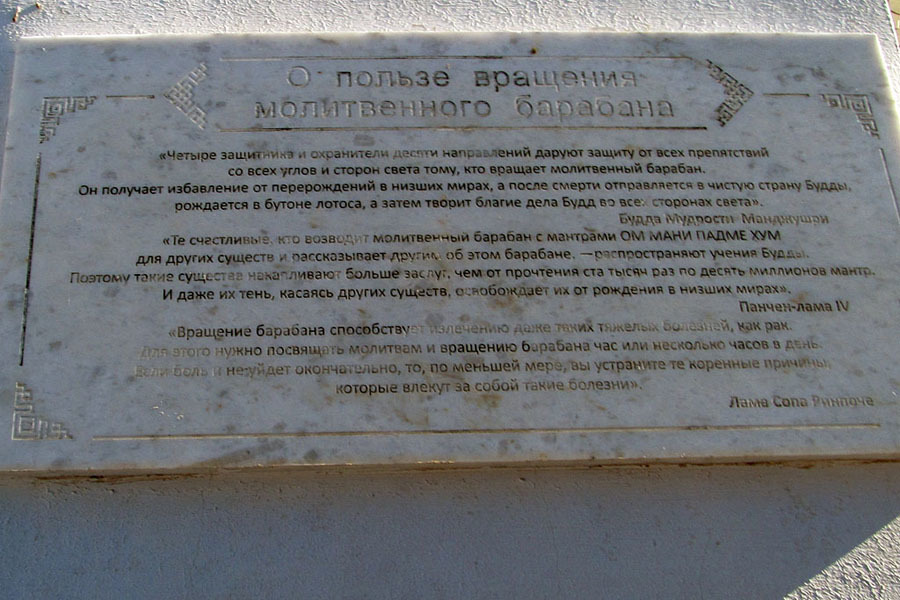 О пользе вращения
молитвенного барабана
«Четыре защитника и охранители десяти направлений даруют защиту от всех препятствий
со всех углов и сторон света тому, кто вращает молитвенный барабан.
Он получает избавление от перерождений в низших мирах, а после смерти отправляется в чистую страну Будды,
рождается в бутоне лотоса, а затем творит благие дела Будд во всех сторонах света».
Будда Мудрости Манджушри
«Те счастливые, кто возводит молитвенный барабан с мантрами ОМ МАНИ ПАДМЕ ХУМ
для других существ и рассказывает другим об этом барабане, —распространяют учения Будды.
Поэтому такие существа накапливают больше заслуг, чем от прочтения ста тысяч раз по десять миллионов мантр.
И даже их тень, касаясь других существ, освобождает их от рождения в низших мирах».
Панчен-лама IV
«Вращение барабана способствует излечению даже таких тяжелых болезней, как рак.
Для этого нужно посвящать молитвам и вращению барабана час или несколько часов в день.
Если боль и не уйдет окончательно, то, по меньшей мере, вы устраните те коренные причины,
которые влекут за собой такие болезни».
Лама Сопа Ринпоче